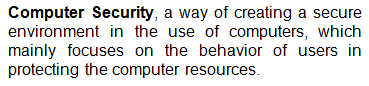 Computer Security, a way of creating a secure
environment in the use of computers, which
mainly focuses on the behavior of users in
protecting the computer resources.